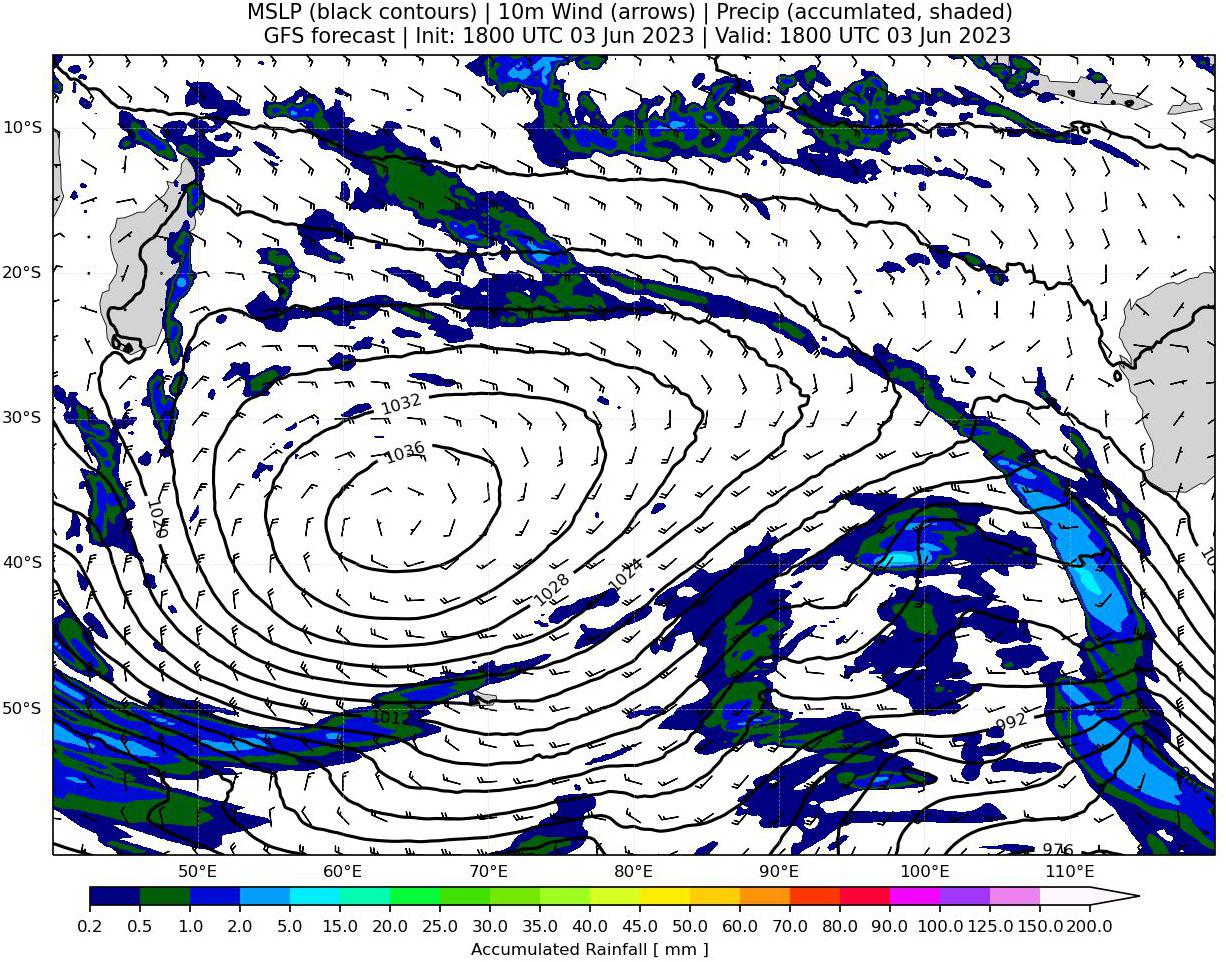 MSLP (black contours) | 10m Wind (arrows) | Precip (accumlated, shaded)
GFS forecast | Init: 1800 UTC 03 Jun 2023 | Valid: 1800 UTC 03 Jun 2023
10°S
20°S
30°S
1032
1036
1020
40°S
1028
1024
50°S
1012
992
980
976
50°E 60°E 70°E 80°E 90°E 100°E 110°E
0.2 0.5 1.0 2.0 5.0 10.0 15.0 20.0 25.0 30.0 35.0 40.0 45.0 50.0 60.0 70.0 80.0 90.0 100.0 125.0 150.0 200.0
Accumulated Rainfall [ mm ]